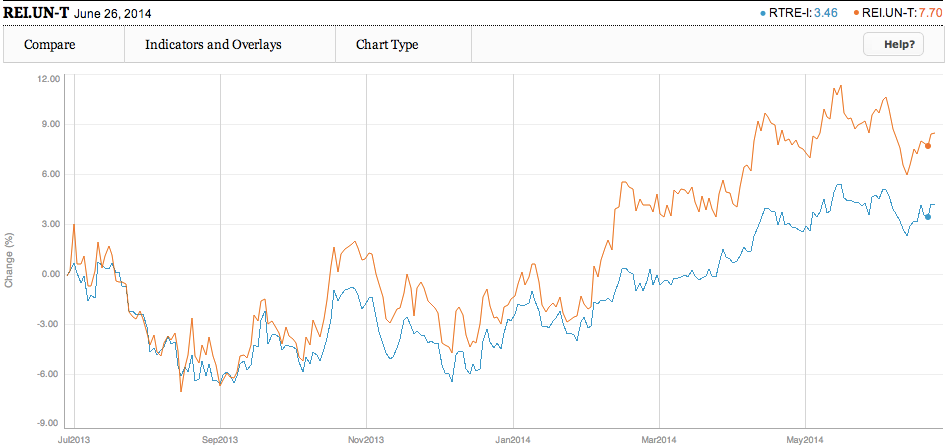 REI.UN-T June 26, 2014 RTRE-I: 3.46 REI.UN-T: 7.70
Compare Indicators and Overlays Chart Type Help?
12.00
9.00
6.00
3.00
0.00
-3.00
-6.00
-9.00
Change (%)
Jul2013 Sep2013 Nov2013 Jan2014 Mar2014 May2014